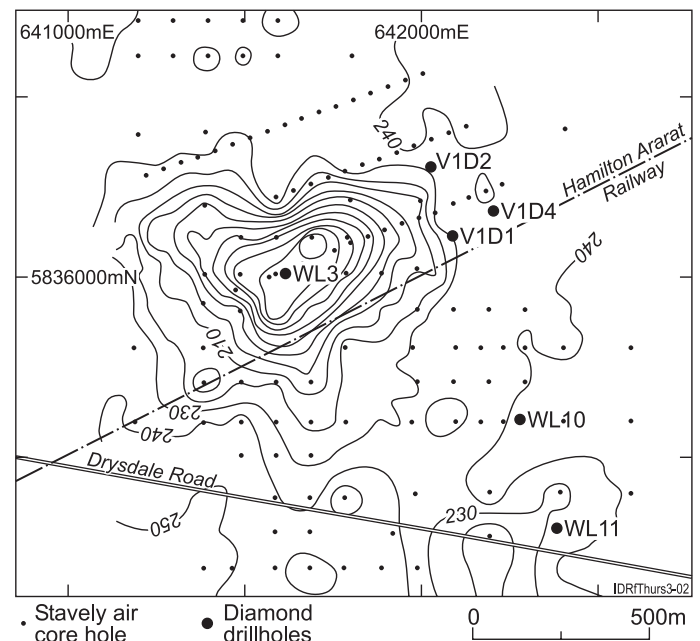 641000mE
642000mE
240
V1D2
Hamilton Ararat
Railway
V1D4
V1D1
240
5836000mN
WL3
210
230
240
WL10
Drysdale Road
250
230
WL11
IDRfThurs3-02
Stavely air
core hole
Diamond
drillholes
0
500m